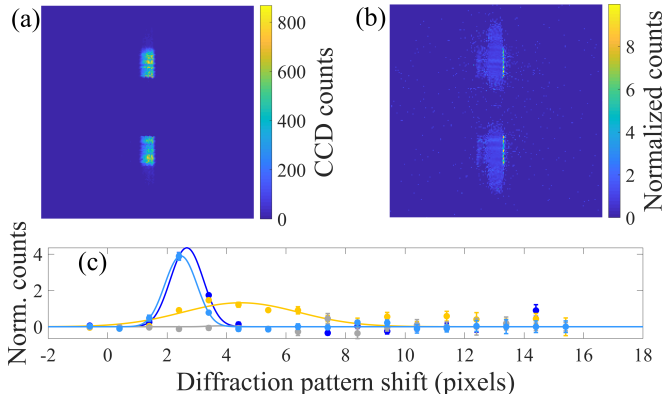 (a)
800
600
400
200
0
CCD counts
(b)
8
6
4
2
0
Normalized counts
(c)
4
2
0
Norm. counts
-2 0 2 4 6 8 10 12 14 16 18
Diffraction pattern shift (pixels)